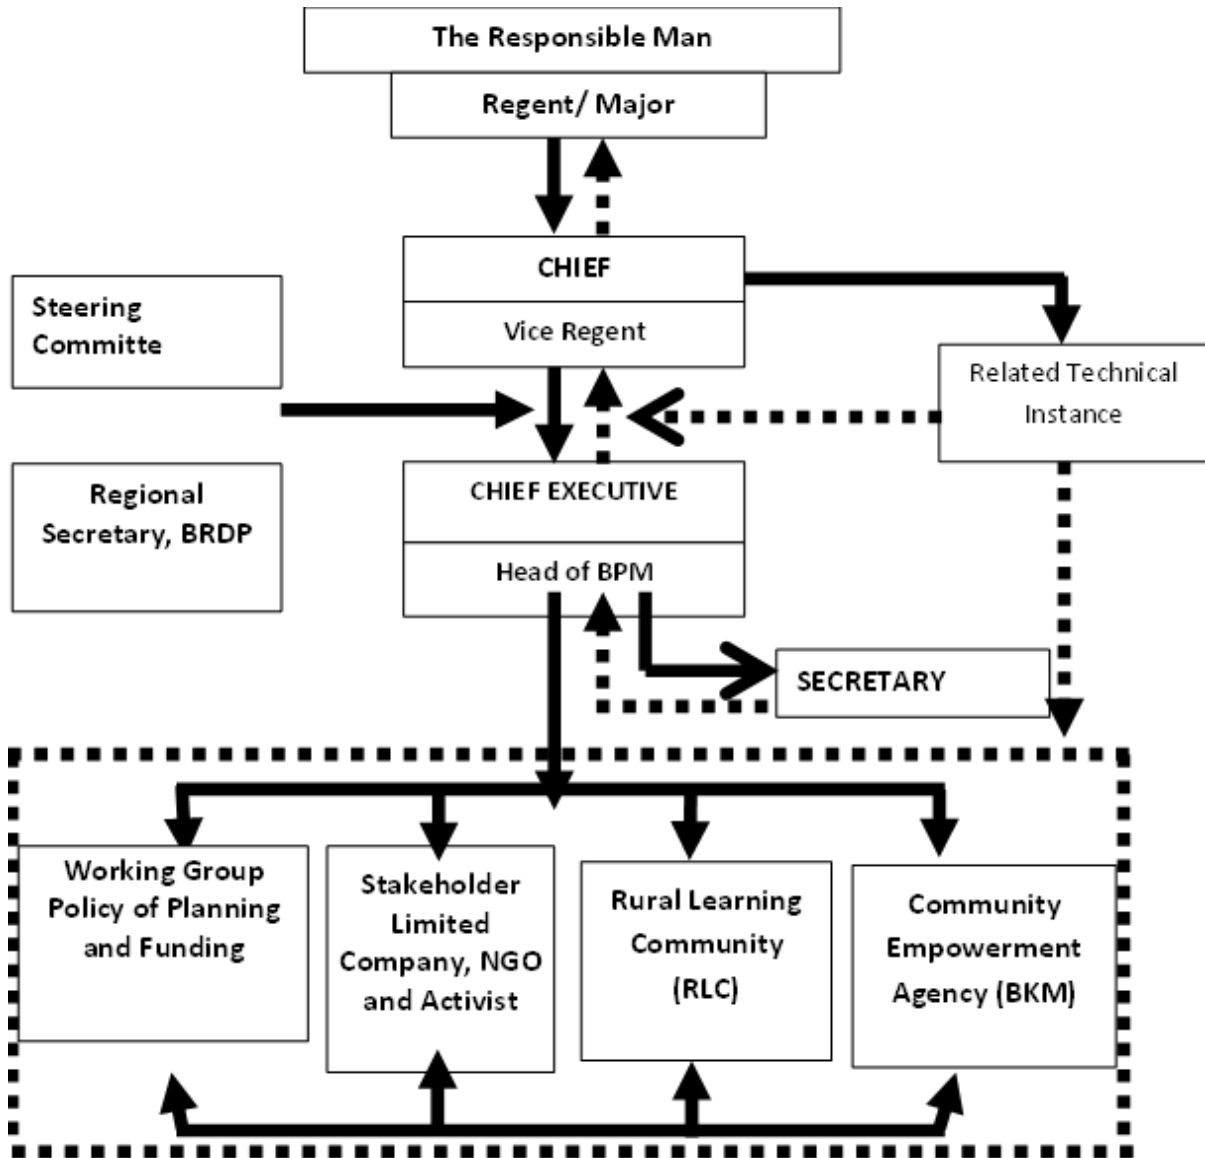 The Responsible Man
Regent/ Major
CHIEF
Vice Regent
Steering
Committe
Related Technical
Instance
Regional
Secretary, BRDP
CHIEF EXECUTIVE
Head of BPM
SECRETARY
Working Group
Policy of Planning
and Funding
Stakeholder
Limited
Company, NGO
and Activist
Rural Learning
Community
(RLC)
Community
Empowerment
Agency (BKM)